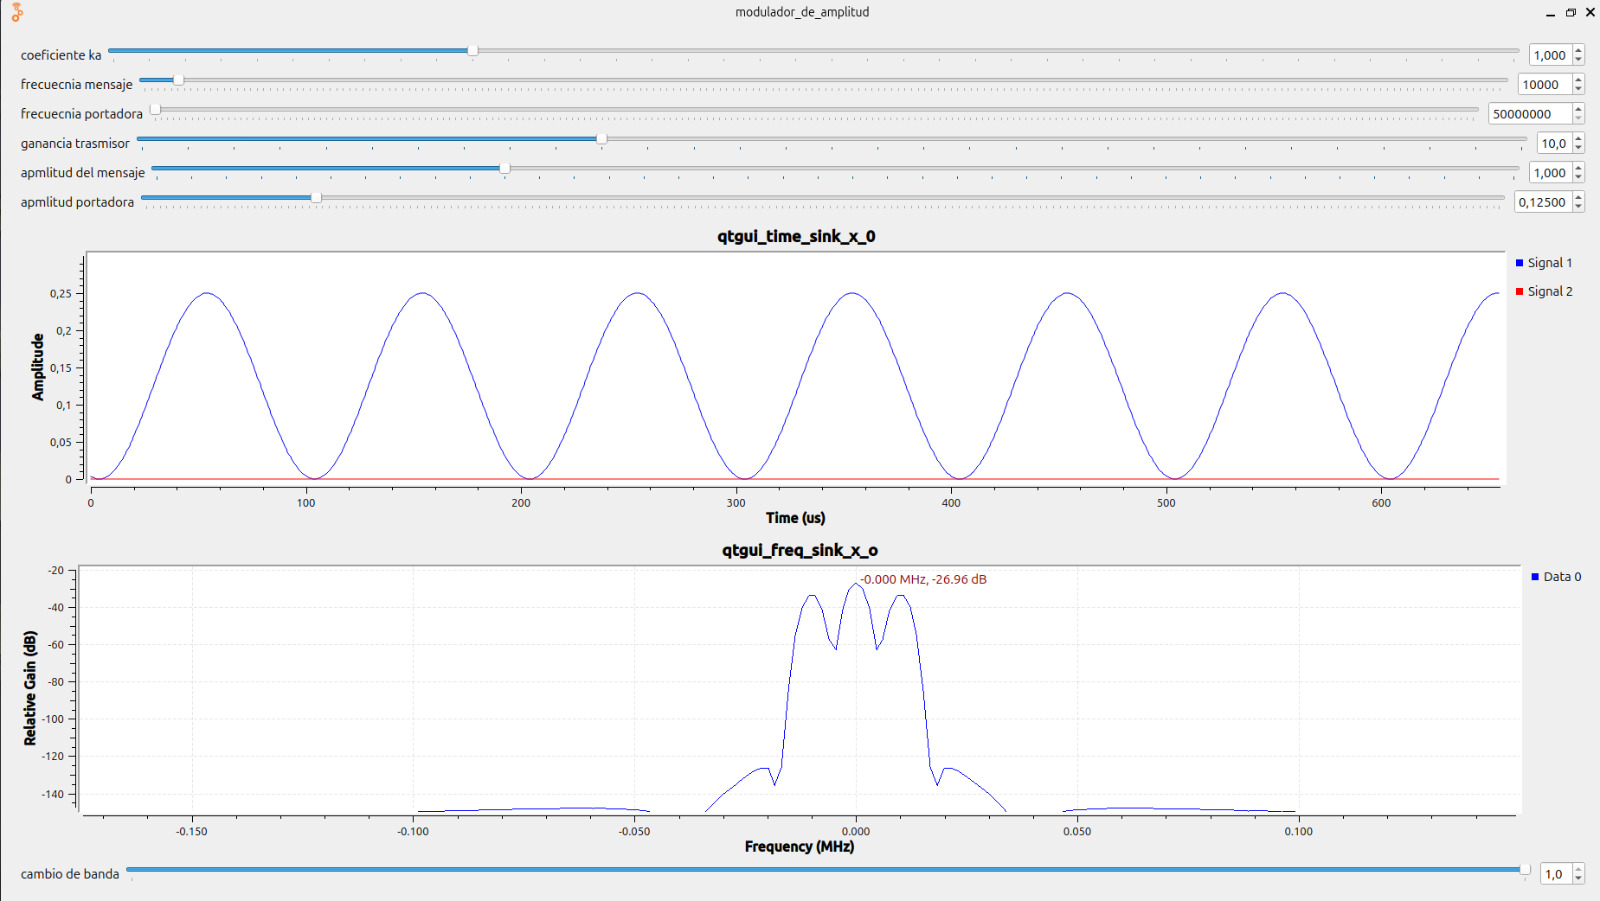 modulador_de_amplitud
coeficiente ka 1,000
frecuecnia mensaje 10000
frecuecnia portadora 50000000
ganancia trasmisor 10,0
apmlitud del mensaje 1,000
apmlitud portadora 0,12500
qtgui_time_sink_x_0
Signal 1
Signal 2
Amplitude
0,25
0,2
0,15
0,1
0,05
0
0 100 200 300 400 500 600
Time (us)
qtgui_freq_sink_x_o
-0.000 MHz, -26.96 dB
Data 0
Relative Gain (dB)
-20
-40
-60
-80
-100
-120
-140
-0.150 -0.100 -0.050 0.000 0.050 0.100
Frequency (MHz)
cambio de banda 1,0